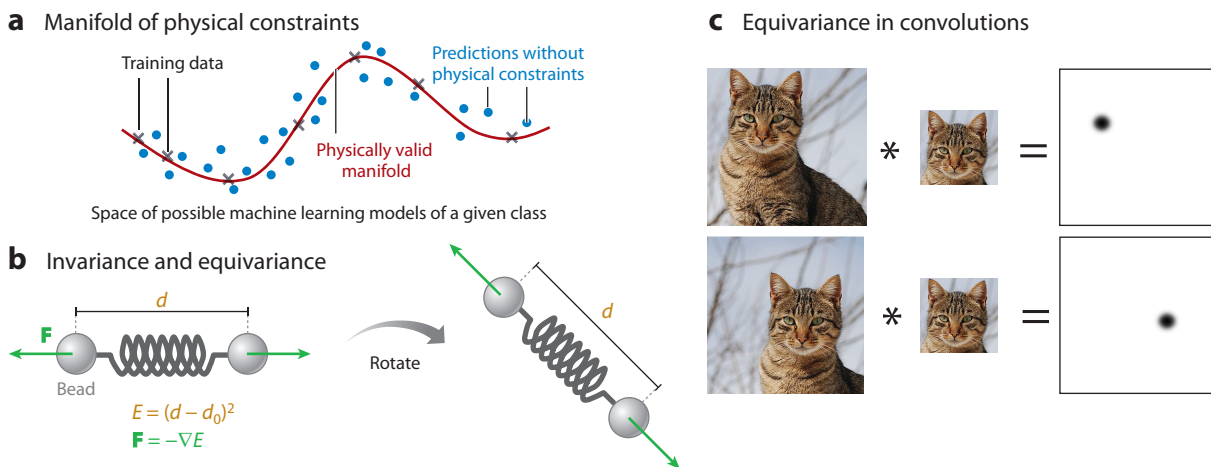 a Manifold of physical constraints
Training data
Predictions without
physical constraints
Physically valid
manifold
Space of possible machine learning models of a given class
b Invariance and equivariance
d
F
Bead
E = (d – d₀)²
F = –∇E
Rotate
d
c Equivariance in convolutions
* =
* =